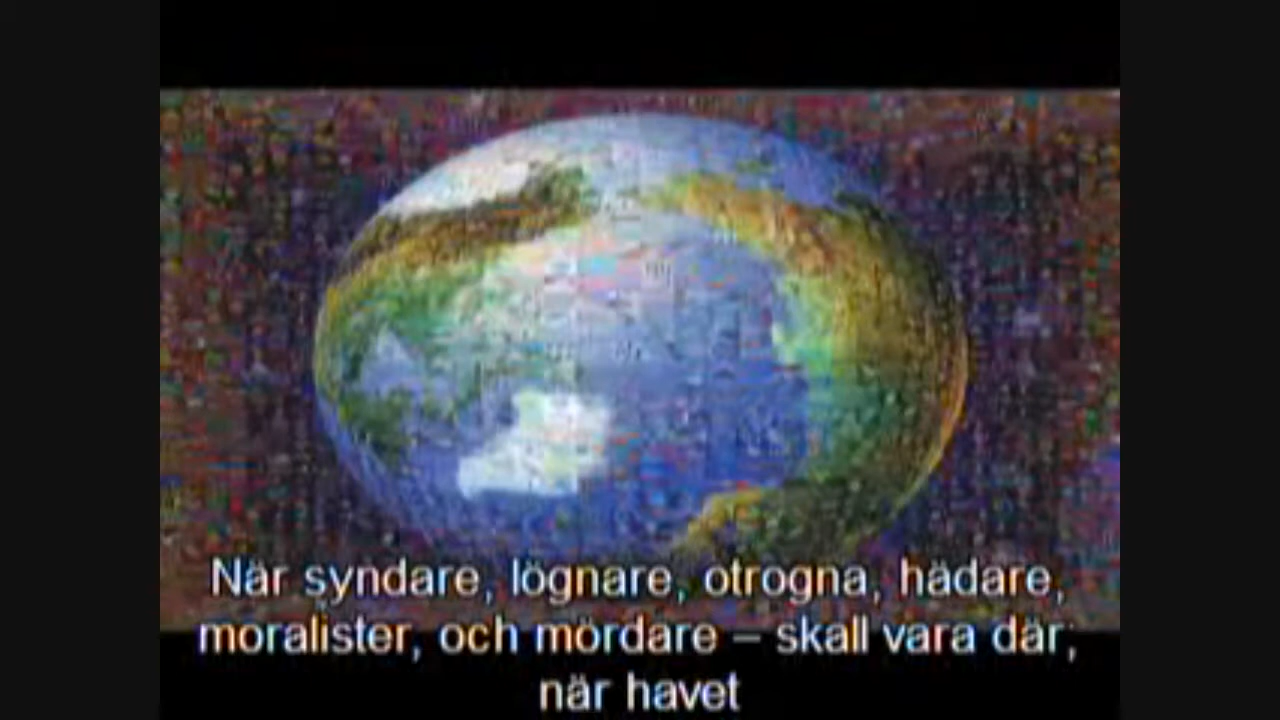 När syndare, lögnare, otrogna, hädare,
moralister, och mördare – skall vara där,
när havet